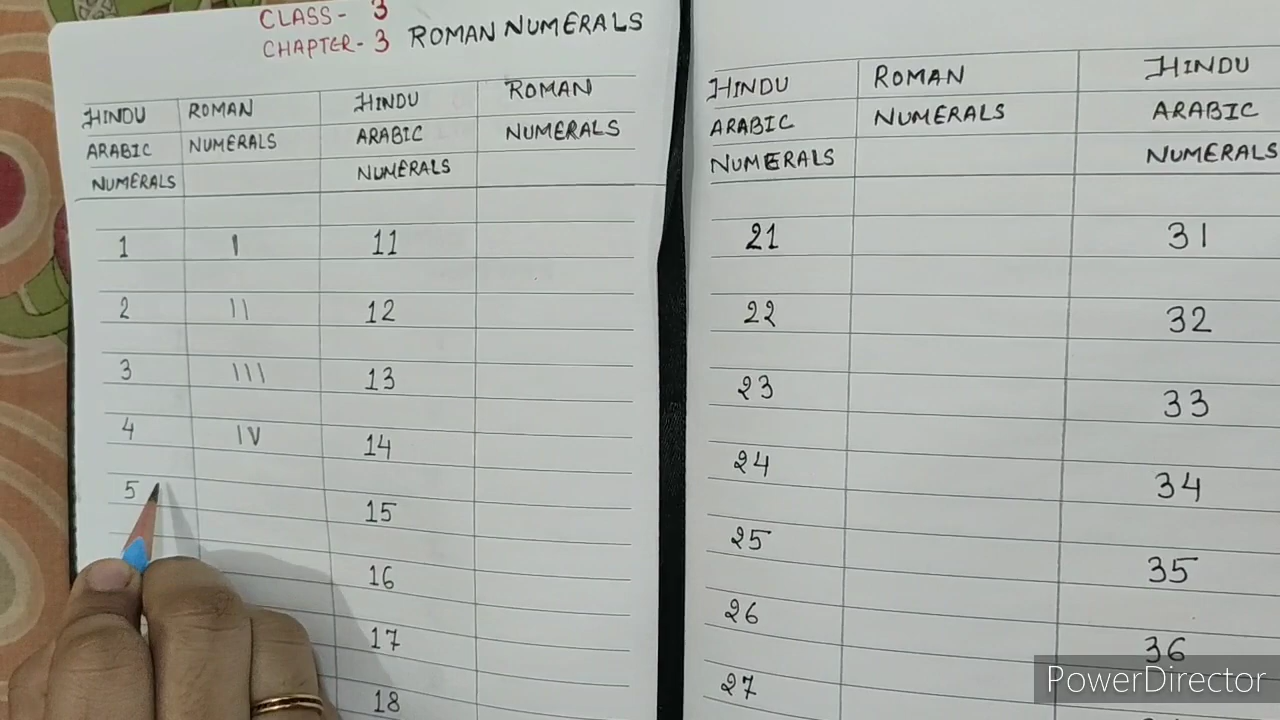 CLASS- 3
CHAPTER- 3 ROMAN NUMERALS
HINDU ROMAN HINDU ROMAN
ARABIC NUMERALS ARABIC NUMERALS
NUMERALS NUMERALS
1 I 11
2 II 12
3 III 13
4 IV 14
5 15
16
17
18
HINDU ROMAN HINDU
ARABIC NUMERALS ARABIC
NUMERALS NUMERALS
21 31
22 32
23 33
24 34
25 35
26 36
27
PowerDirector